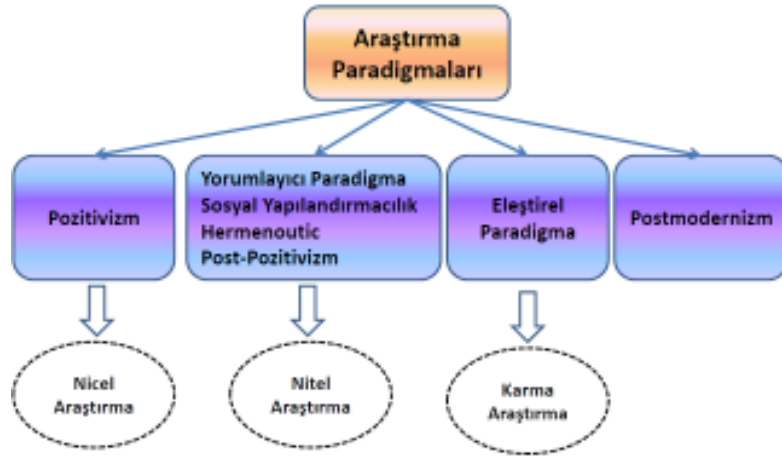 Araştırma
Paradigmaları
Pozitivizm
Yorumlayıcı Paradigma
Sosyal Yapılandırmacılık
Hermenoutic
Post-Pozitivizm
Eleştirel
Paradigma
Postmodernizm
Nicel
Araştırma
Nitel
Araştırma
Karma
Araştırma